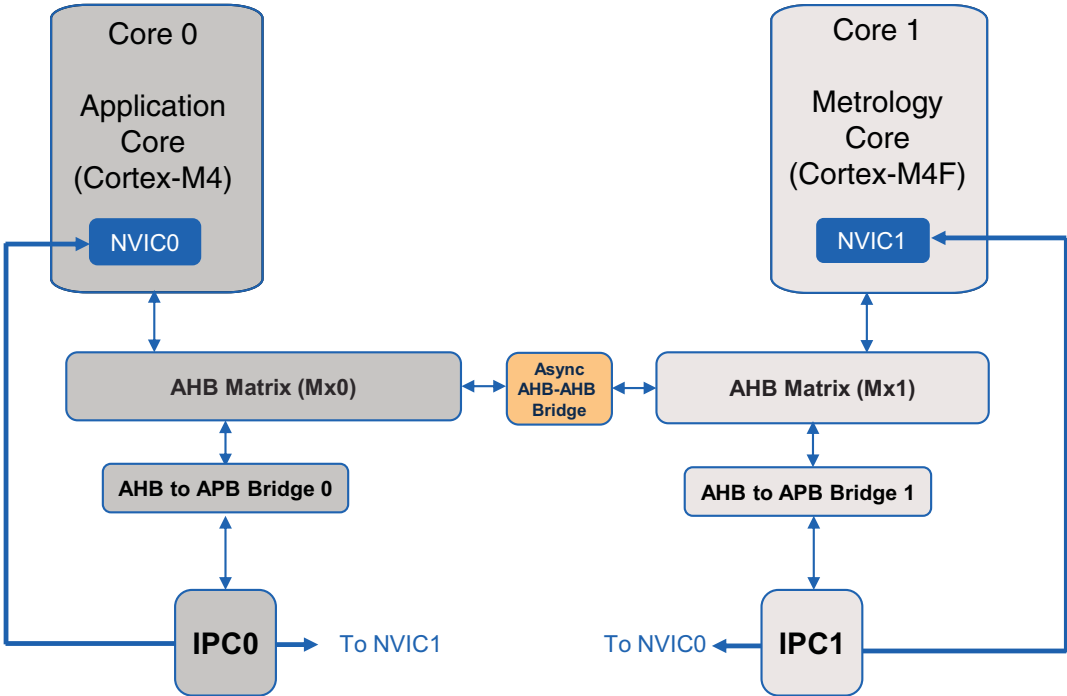 Core 0
Application
Core
(Cortex-M4)
NVIC0
Core 1
Metrology
Core
(Cortex-M4F)
NVIC1
AHB Matrix (Mx0)
Async
AHB-AHB
Bridge
AHB Matrix (Mx1)
AHB to APB Bridge 0
AHB to APB Bridge 1
IPC0
To NVIC1
To NVIC0
IPC1